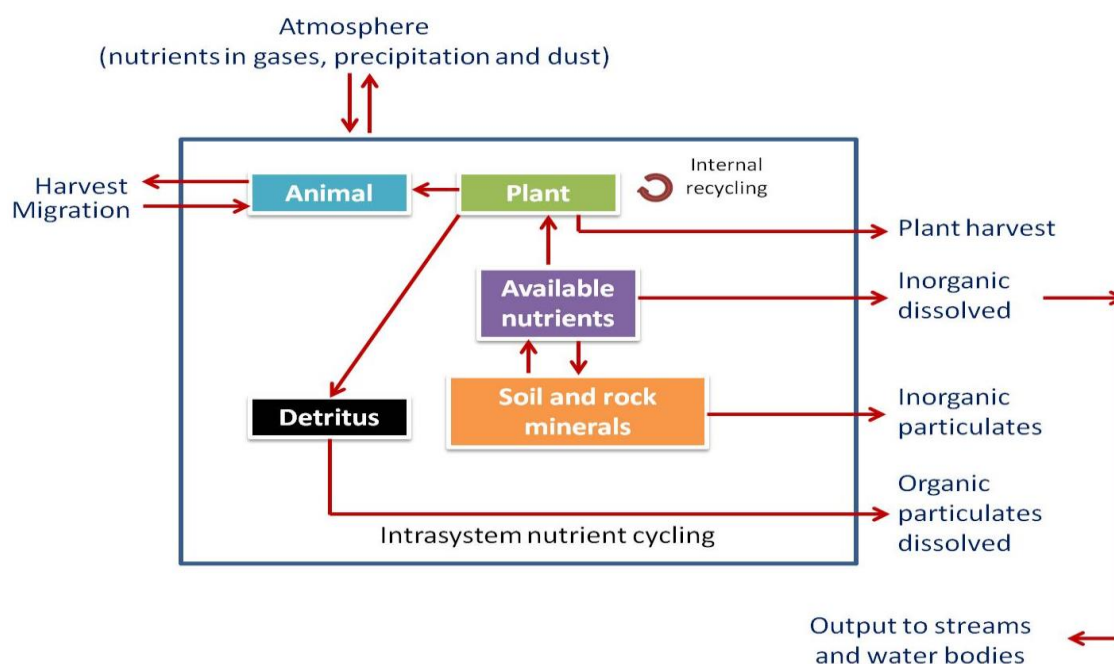 Atmosphere
(nutrients in gases, precipitation and dust)
Harvest
Migration
Animal
Plant
Internal
recycling
Plant harvest
Available
nutrients
Inorganic
dissolved
Detritus
Soil and rock
minerals
Inorganic
particulates
Organic
particulates
dissolved
Intrasystem nutrient cycling
Output to streams
and water bodies